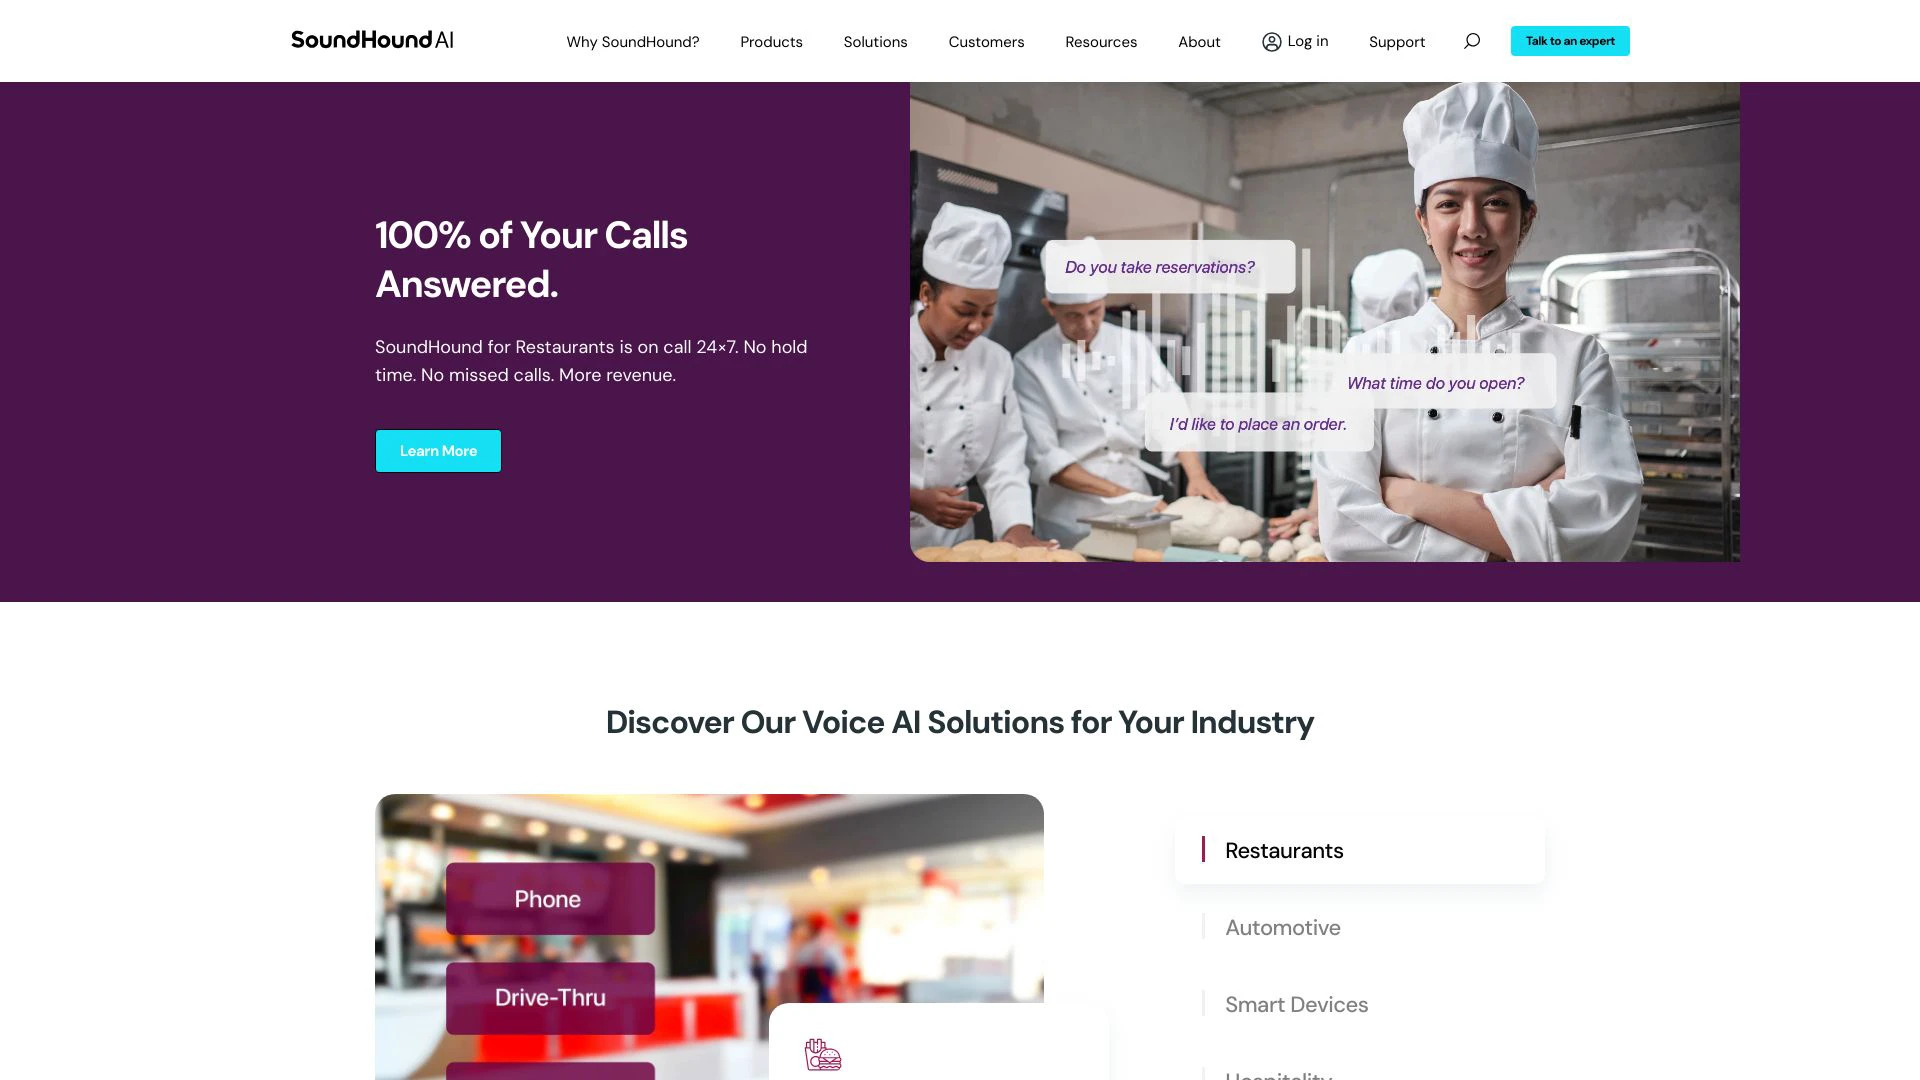 SoundHound AI
Why SoundHound?
Products
Solutions
Customers
Resources
About
Log in
Support
Talk to an expert
100% of Your Calls
Answered.
SoundHound for Restaurants is on call 24×7. No hold
time. No missed calls. More revenue.
Learn More
Do you take reservations?
What time do you open?
I'd like to place an order.
Discover Our Voice AI Solutions for Your Industry
Phone
Drive-Thru
Restaurants
Automotive
Smart Devices
Hospitality